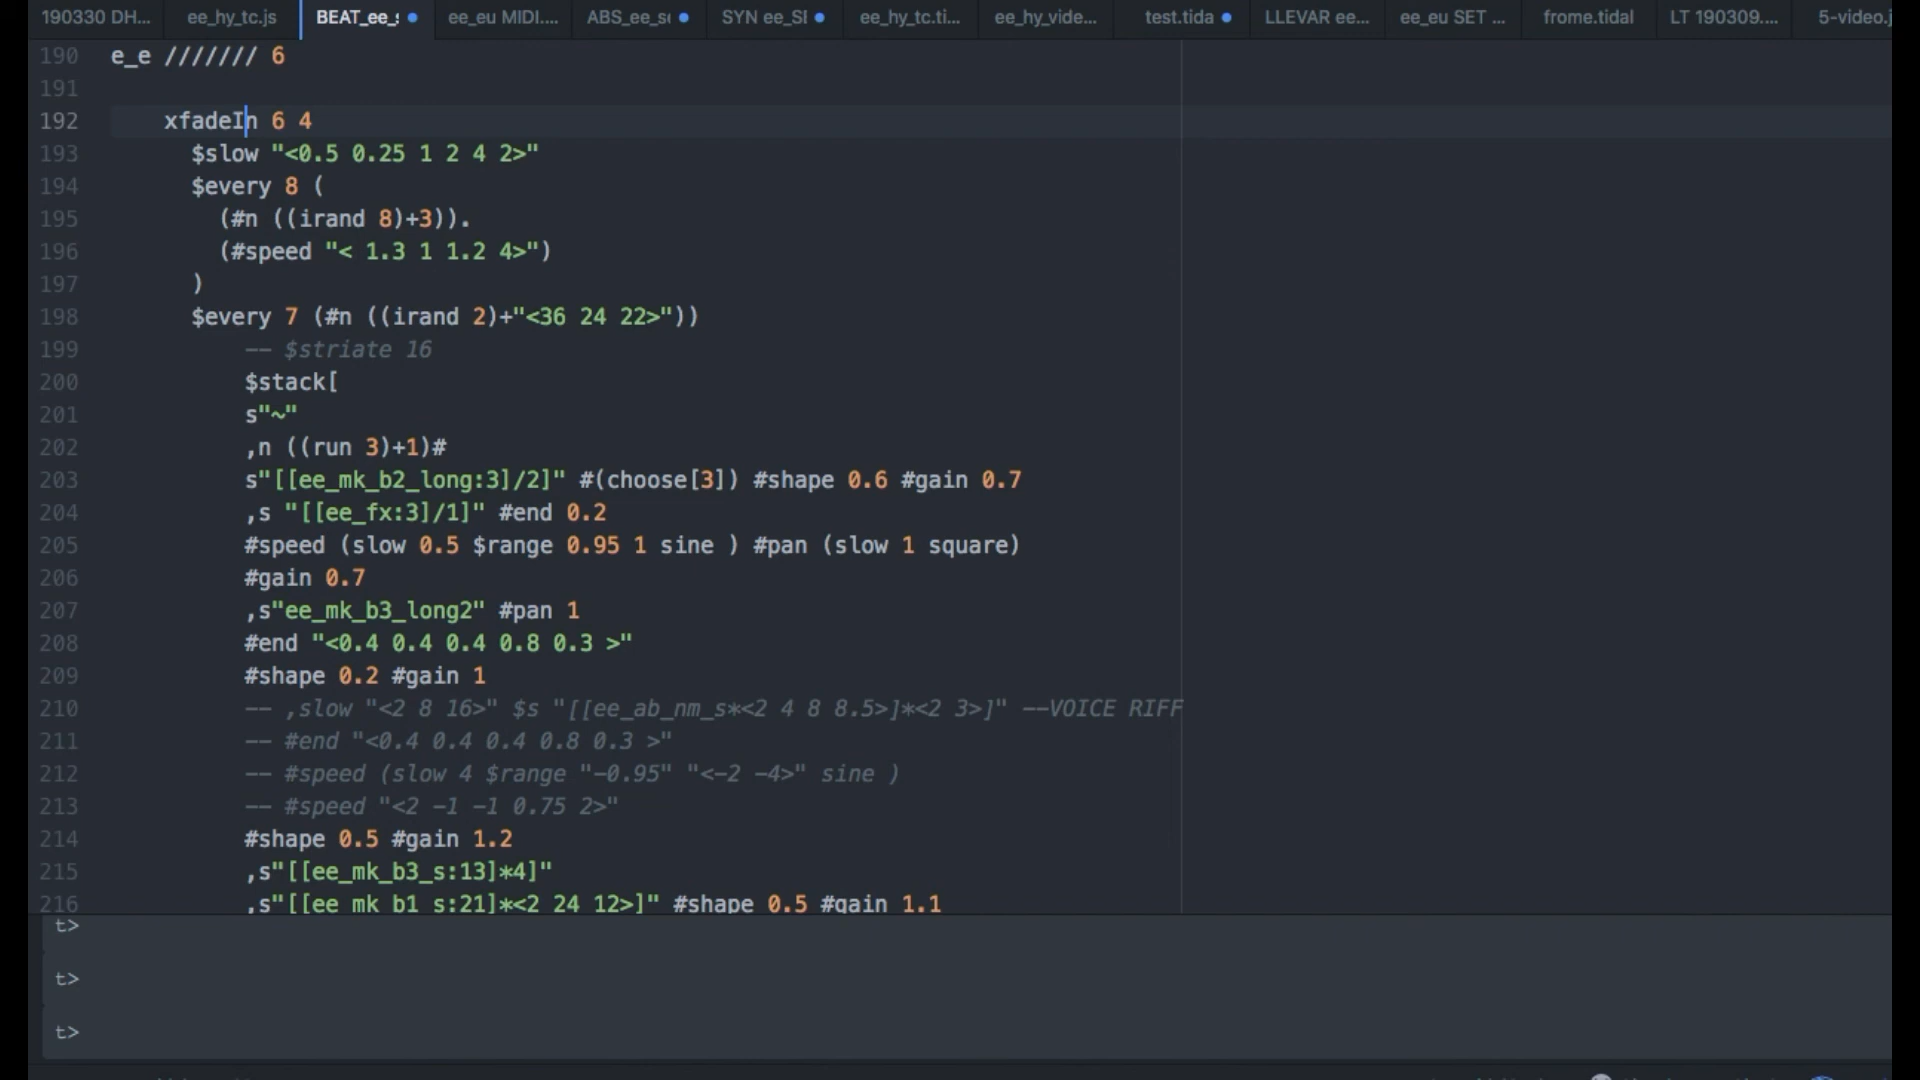 190330 DH... ee_hy_tc.js BEAT_ee_s ee_eu MIDI.... ABS_ee_s SYN ee_SI ee_hy_tc.ti... ee_hy_vide... test.tida LLEVAR ee... ee_eu SET ... frome.tidal LT 190309.... 5-video.j
190 e_e /////// 6
191
192 xfadeIn 6 4
193 $slow "<0.5 0.25 1 2 4 2>"
194 $every 8 (
195 (#n ((irand 8)+3)).
196 (#speed "< 1.3 1 1.2 4>")
197 )
198 $every 7 (#n ((irand 2)+"<36 24 22>"))
199 -- $striate 16
200 $stack[
201 s"~"
202 ,n ((run 3)+1)#
203 s"[[ee_mk_b2_long:3]/2]" #(choose[3]) #shape 0.6 #gain 0.7
204 ,s "[[ee_fx:3]/1]" #end 0.2
205 #speed (slow 0.5 $range 0.95 1 sine ) #pan (slow 1 square)
206 #gain 0.7
207 ,s"ee_mk_b3_long2" #pan 1
208 #end "<0.4 0.4 0.4 0.8 0.3 >"
209 #shape 0.2 #gain 1
210 -- ,slow "<2 8 16>" $s "[[ee_ab_nm_s*<2 4 8 8.5>]*<2 3>]" --VOICE RIFF
211 -- #end "<0.4 0.4 0.4 0.8 0.3 >"
212 -- #speed (slow 4 $range "-0.95" "<-2 -4>" sine )
213 -- #speed "<2 -1 -1 0.75 2>"
214 #shape 0.5 #gain 1.2
215 ,s"[[ee_mk_b3_s:13]*4]"
216 ,s"[[ee_mk_b1_s:21]*<2 24 12>]" #shape 0.5 #gain 1.1
t>
t>
t>